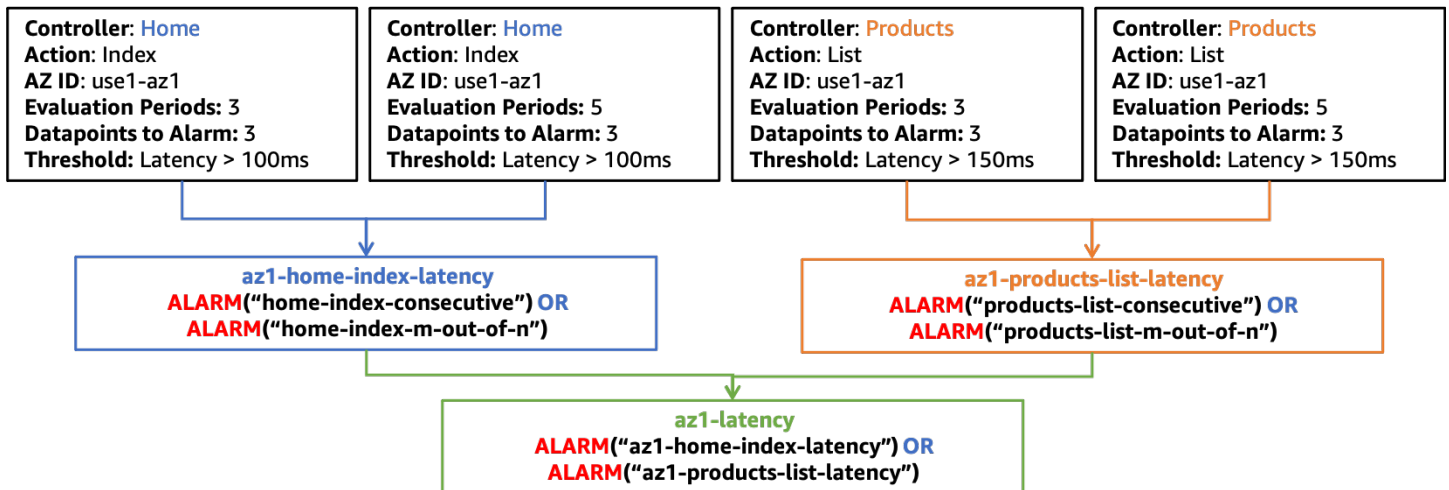 Controller: Home
Action: Index
AZ ID: use1-az1
Evaluation Periods: 3
Datapoints to Alarm: 3
Threshold: Latency > 100ms
Controller: Home
Action: Index
AZ ID: use1-az1
Evaluation Periods: 5
Datapoints to Alarm: 3
Threshold: Latency > 100ms
Controller: Products
Action: List
AZ ID: use1-az1
Evaluation Periods: 3
Datapoints to Alarm: 3
Threshold: Latency > 150ms
Controller: Products
Action: List
AZ ID: use1-az1
Evaluation Periods: 5
Datapoints to Alarm: 3
Threshold: Latency > 150ms
az1-home-index-latency
ALARM(“home-index-consecutive”) OR
ALARM(“home-index-m-out-of-n”)
az1-products-list-latency
ALARM(“products-list-consecutive”) OR
ALARM(“products-list-m-out-of-n”)
az1-latency
ALARM(“az1-home-index-latency”) OR
ALARM(“az1-products-list-latency”)